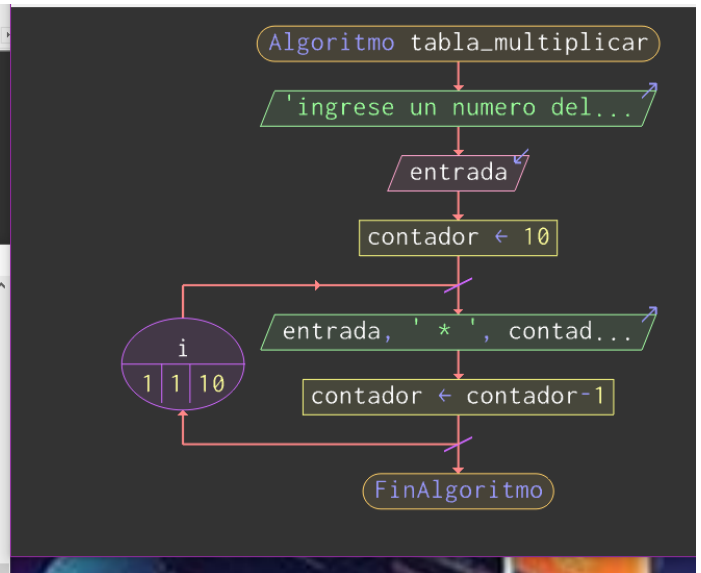 Algoritmo tabla_multiplicar
'ingrese un numero del...
entrada
contador ← 10
entrada, ' * ', contad...
i
1 1 10
contador ← contador-1
FinAlgoritmo